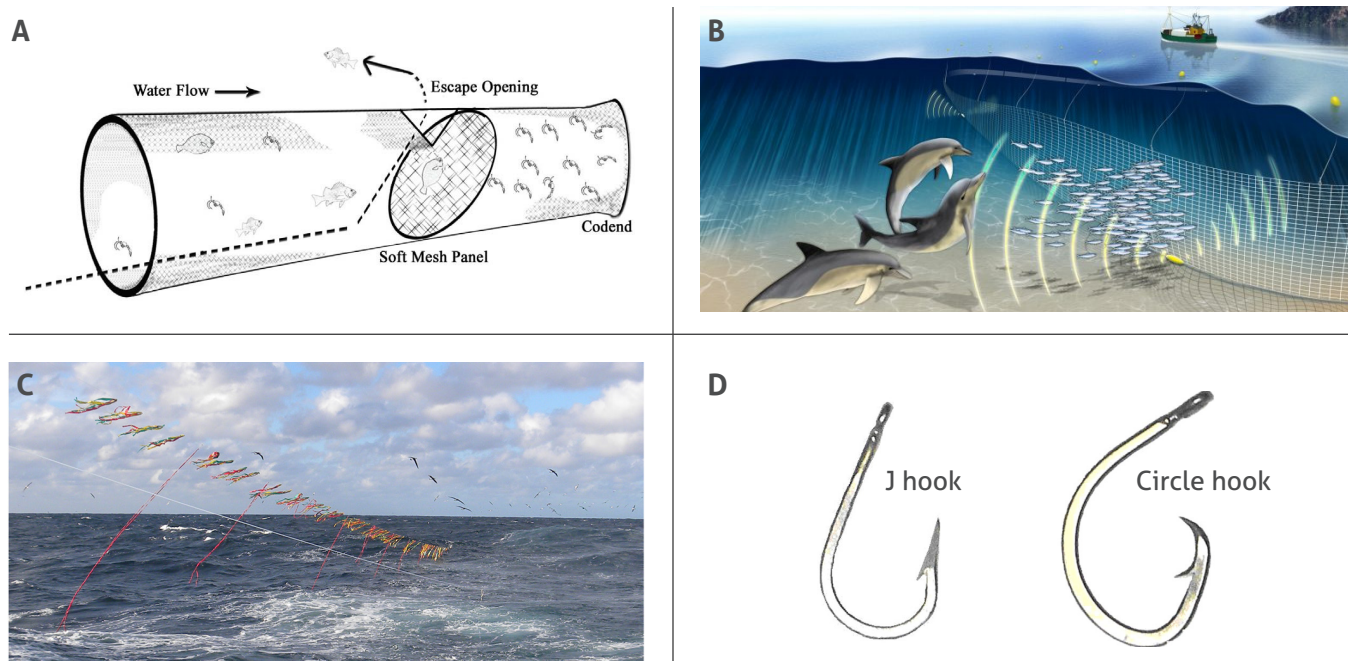 A
Water Flow
Escape Opening
Soft Mesh Panel
Codend
B
C
D
J hook
Circle hook